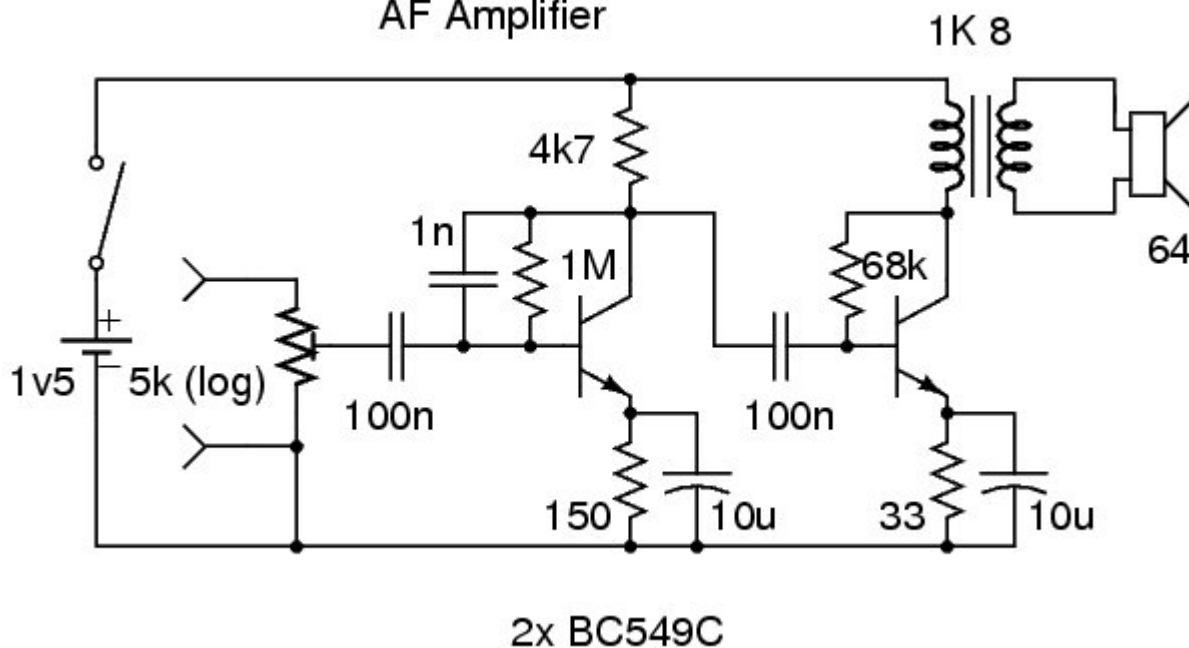 AF Amplifier
1K 8
4k7
1n
1M
68k
64
+
1v5
−
5k (log)
100n
100n
150
10u
33
10u
2x BC549C